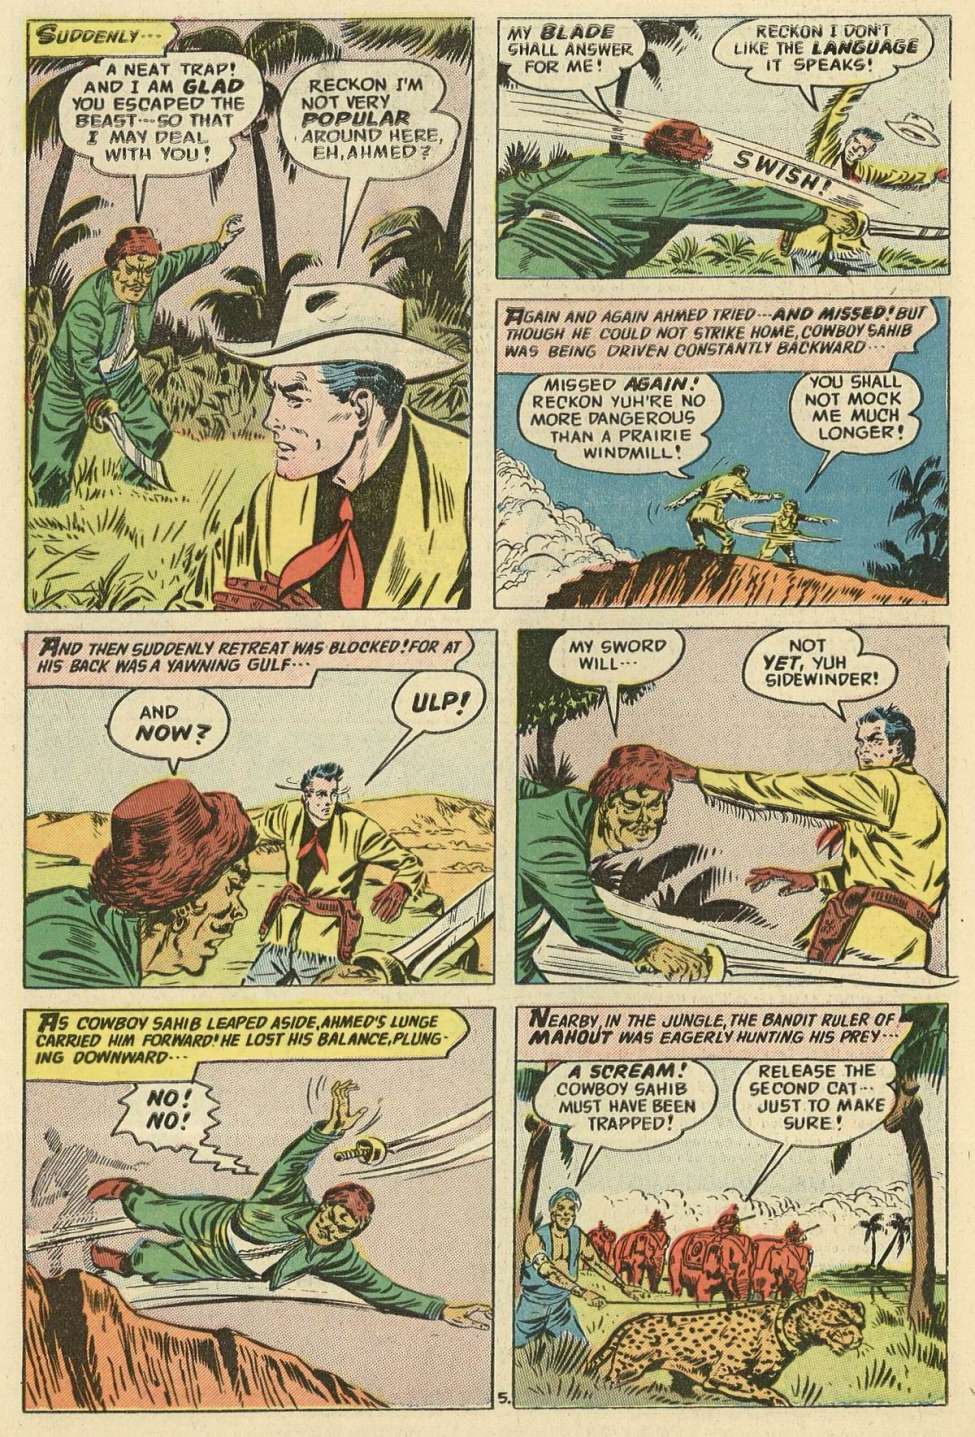 SUDDENLY---
A NEAT TRAP!
AND I AM GLAD
YOU ESCAPED THE
BEAST---SO THAT
I MAY DEAL
WITH YOU!
RECKON I'M
NOT VERY
POPULAR
AROUND HERE,
EH, AHMED?
MY BLADE
SHALL ANSWER
FOR ME!
RECKON I DON'T
LIKE THE LANGUAGE
IT SPEAKS!
SWISH!
AGAIN AND AGAIN AHMED TRIED---AND MISSED! BUT
THOUGH HE COULD NOT STRIKE HOME, COWBOY SAHIB
WAS BEING DRIVEN CONSTANTLY BACKWARD---
MISSED AGAIN!
RECKON YUH'RE NO
MORE DANGEROUS
THAN A PRAIRIE
WINDMILL!
YOU SHALL
NOT MOCK
ME MUCH
LONGER!
AND THEN SUDDENLY RETREAT WAS BLOCKED! FOR AT
HIS BACK WAS A YAWNING GULF---
AND
NOW?
ULP!
MY SWORD
WILL---
NOT
YET, YUH
SIDEWINDER!
AS COWBOY SAHIB LEAPED ASIDE, AHMED'S LUNGE
CARRIED HIM FORWARD! HE LOST HIS BALANCE, PLUNG-
ING DOWNWARD---
NO!
NO!
NEARBY, IN THE JUNGLE, THE BANDIT RULER OF
MAHOUT WAS EAGERLY HUNTING HIS PREY---
A SCREAM!
COWBOY SAHIB
MUST HAVE BEEN
TRAPPED!
RELEASE THE
SECOND CAT---
JUST TO MAKE
SURE!
5.